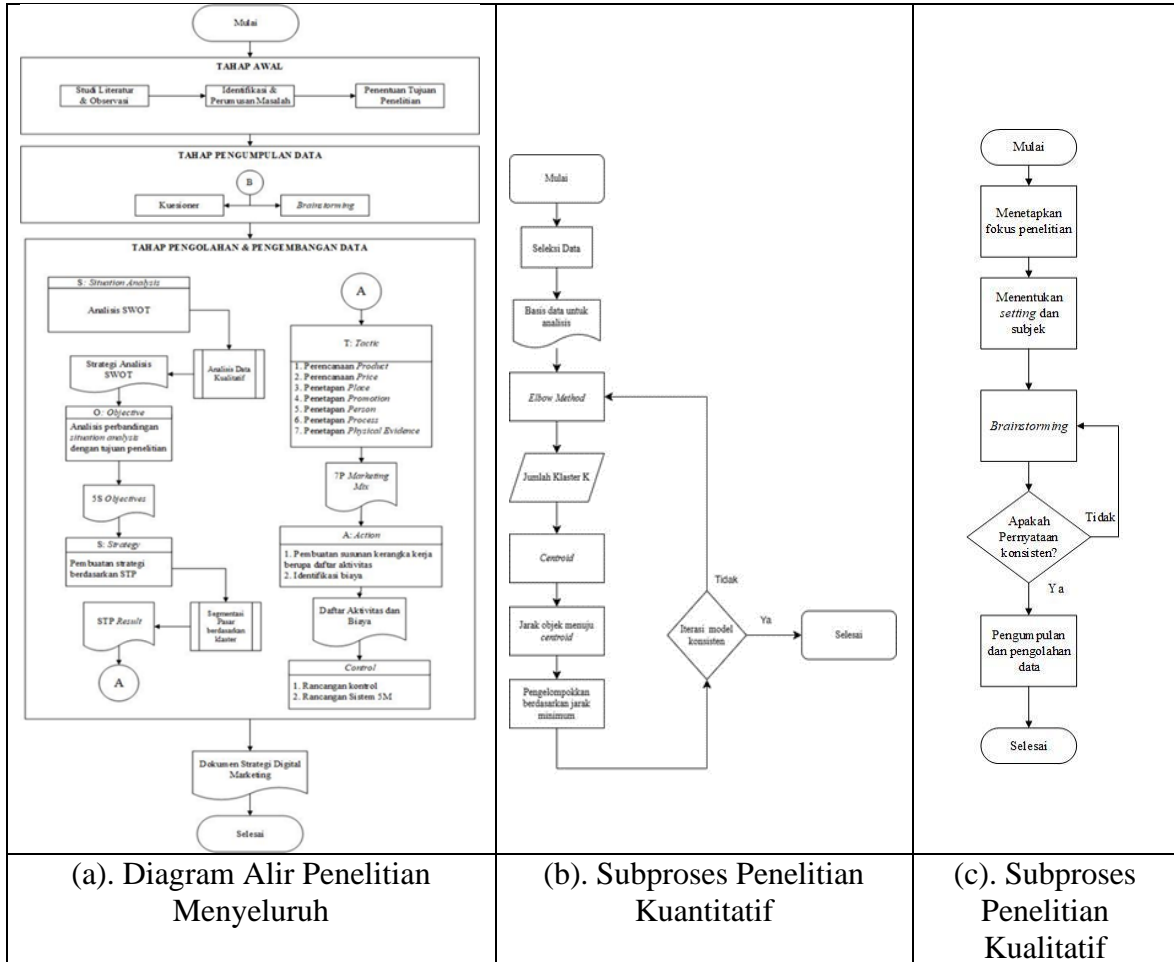 Mulai
TAHAP AWAL
Studi Literatur
& Observasi
Identifikasi &
Perumusan Masalah
Penentuan Tujuan
Penelitian
TAHAP PENGUMPULAN DATA
B
Kuesioner
Brainstorming
TAHAP PENGOLAHAN & PENGEMBANGAN DATA
S: Situation Analysis
Analisis SWOT
Analisis Data
Kualitatif
Strategi Analisis
SWOT
O: Objective
Analisis perbandingan
situation analysis
dengan tujuan penelitian
5S Objectives
S: Strategy
Pembuatan strategi
berdasarkan STP
Segmentasi
Pasar
berdasarkan
klaster
STP Result
A
A
T: Tactic
1. Perencanaan Product
2. Perencanaan Price
3. Penetapan Place
4. Penetapan Promotion
5. Penetapan Person
6. Penetapan Process
7. Penetapan Physical Evidence
7P Marketing
Mix
A: Action
1. Pembuatan susunan kerangka kerja
berupa daftar aktivitas
2. Identifikasi biaya
Daftar Aktivitas dan
Biaya
Control
1. Rancangan kontrol
2. Rancangan Sistem 5M
Dokumen Strategi Digital
Marketing
Selesai
(a). Diagram Alir Penelitian
Menyeluruh
Mulai
Seleksi Data
Basis data untuk
analisis
Elbow Method
Jumlah Klaster K
Centroid
Jarak objek menuju
centroid
Pengelompokkan
berdasarkan jarak
minimum
Tidak
Iterasi model
konsisten
Ya
Selesai
(b). Subproses Penelitian
Kuantitatif
Mulai
Menetapkan
fokus penelitian
Menentukan
setting dan
subjek
Brainstorming
Apakah
Pernyataan
konsisten?
Tidak
Ya
Pengumpulan
dan pengolahan
data
Selesai
(c). Subproses
Penelitian
Kualitatif